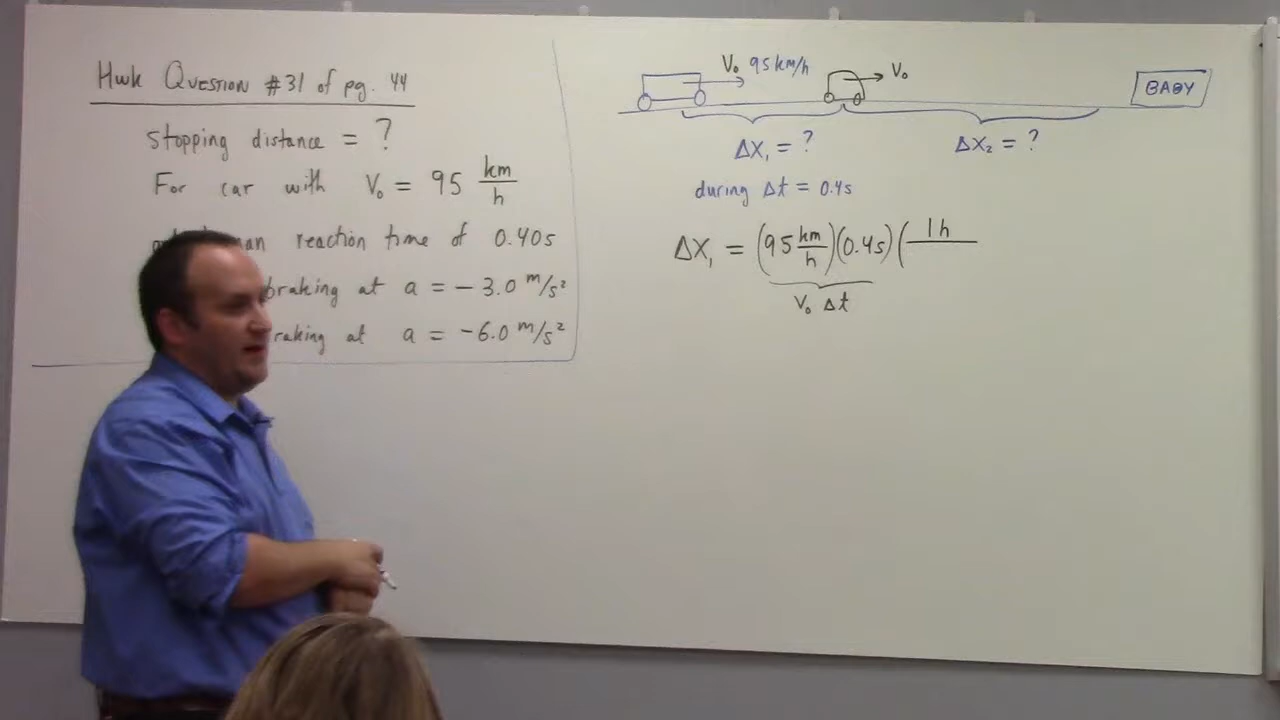 Hwk Question #31 of pg. 44
Stopping distance = ?
For car with V₀ = 95 km/h
reaction time of 0.40s
braking at a = -3.0 m/s²
at a = -6.0 m/s²
V₀ 95 km/h
V₀
BABY
Δx₁ = ?
Δx₂ = ?
during Δt = 0.4s
Δx₁ = (95 km/h)(0.4s)(1h
V₀ Δt